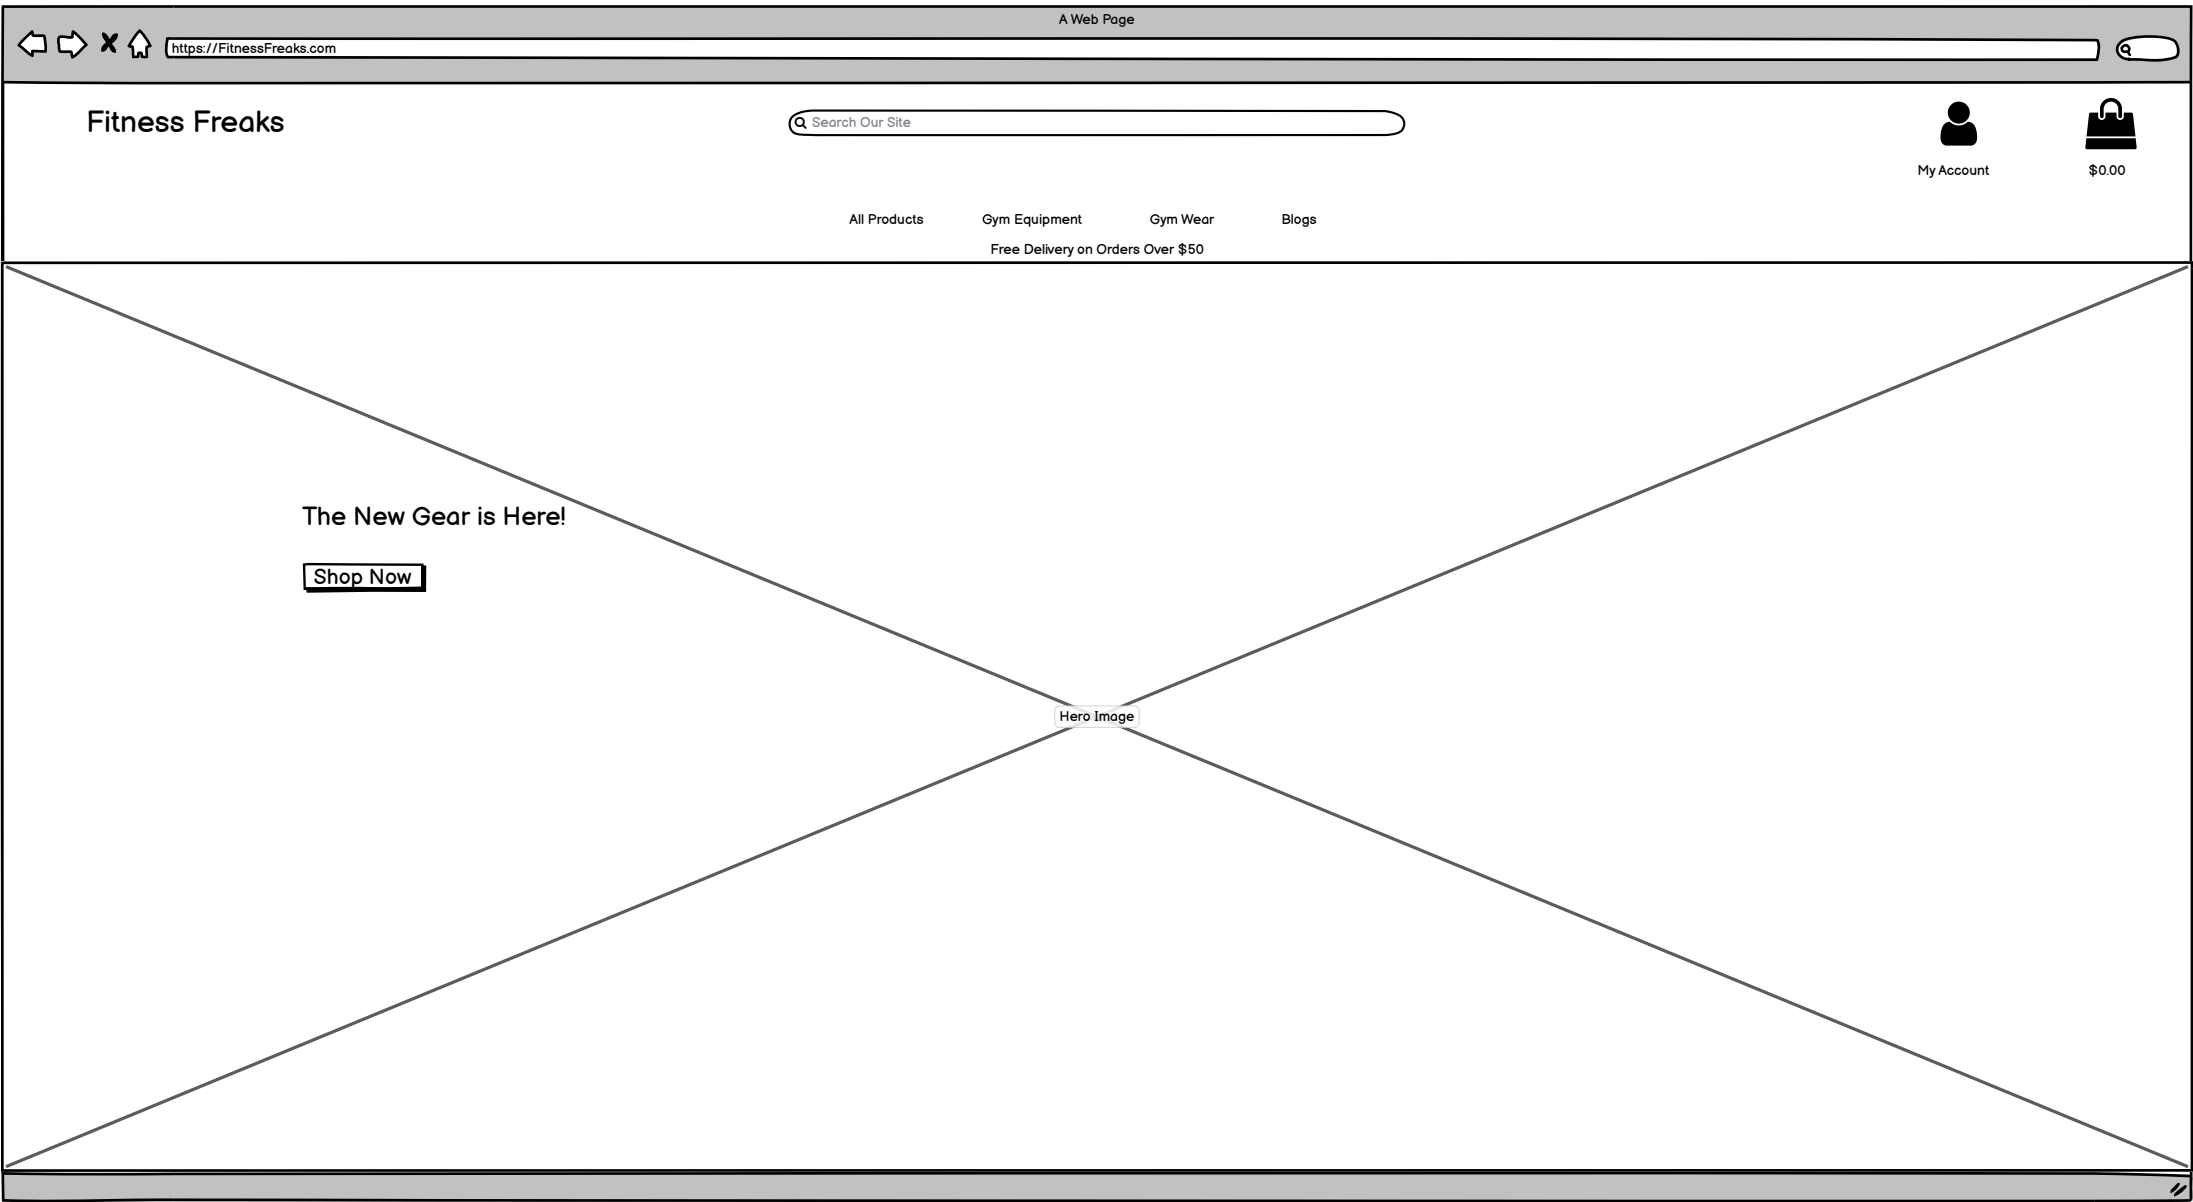 A Web Page
https://FitnessFreaks.com
Fitness Freaks
Search Our Site
My Account
$0.00
All Products
Gym Equipment
Gym Wear
Blogs
Free Delivery on Orders Over $50
The New Gear is Here!
Shop Now
Hero Image